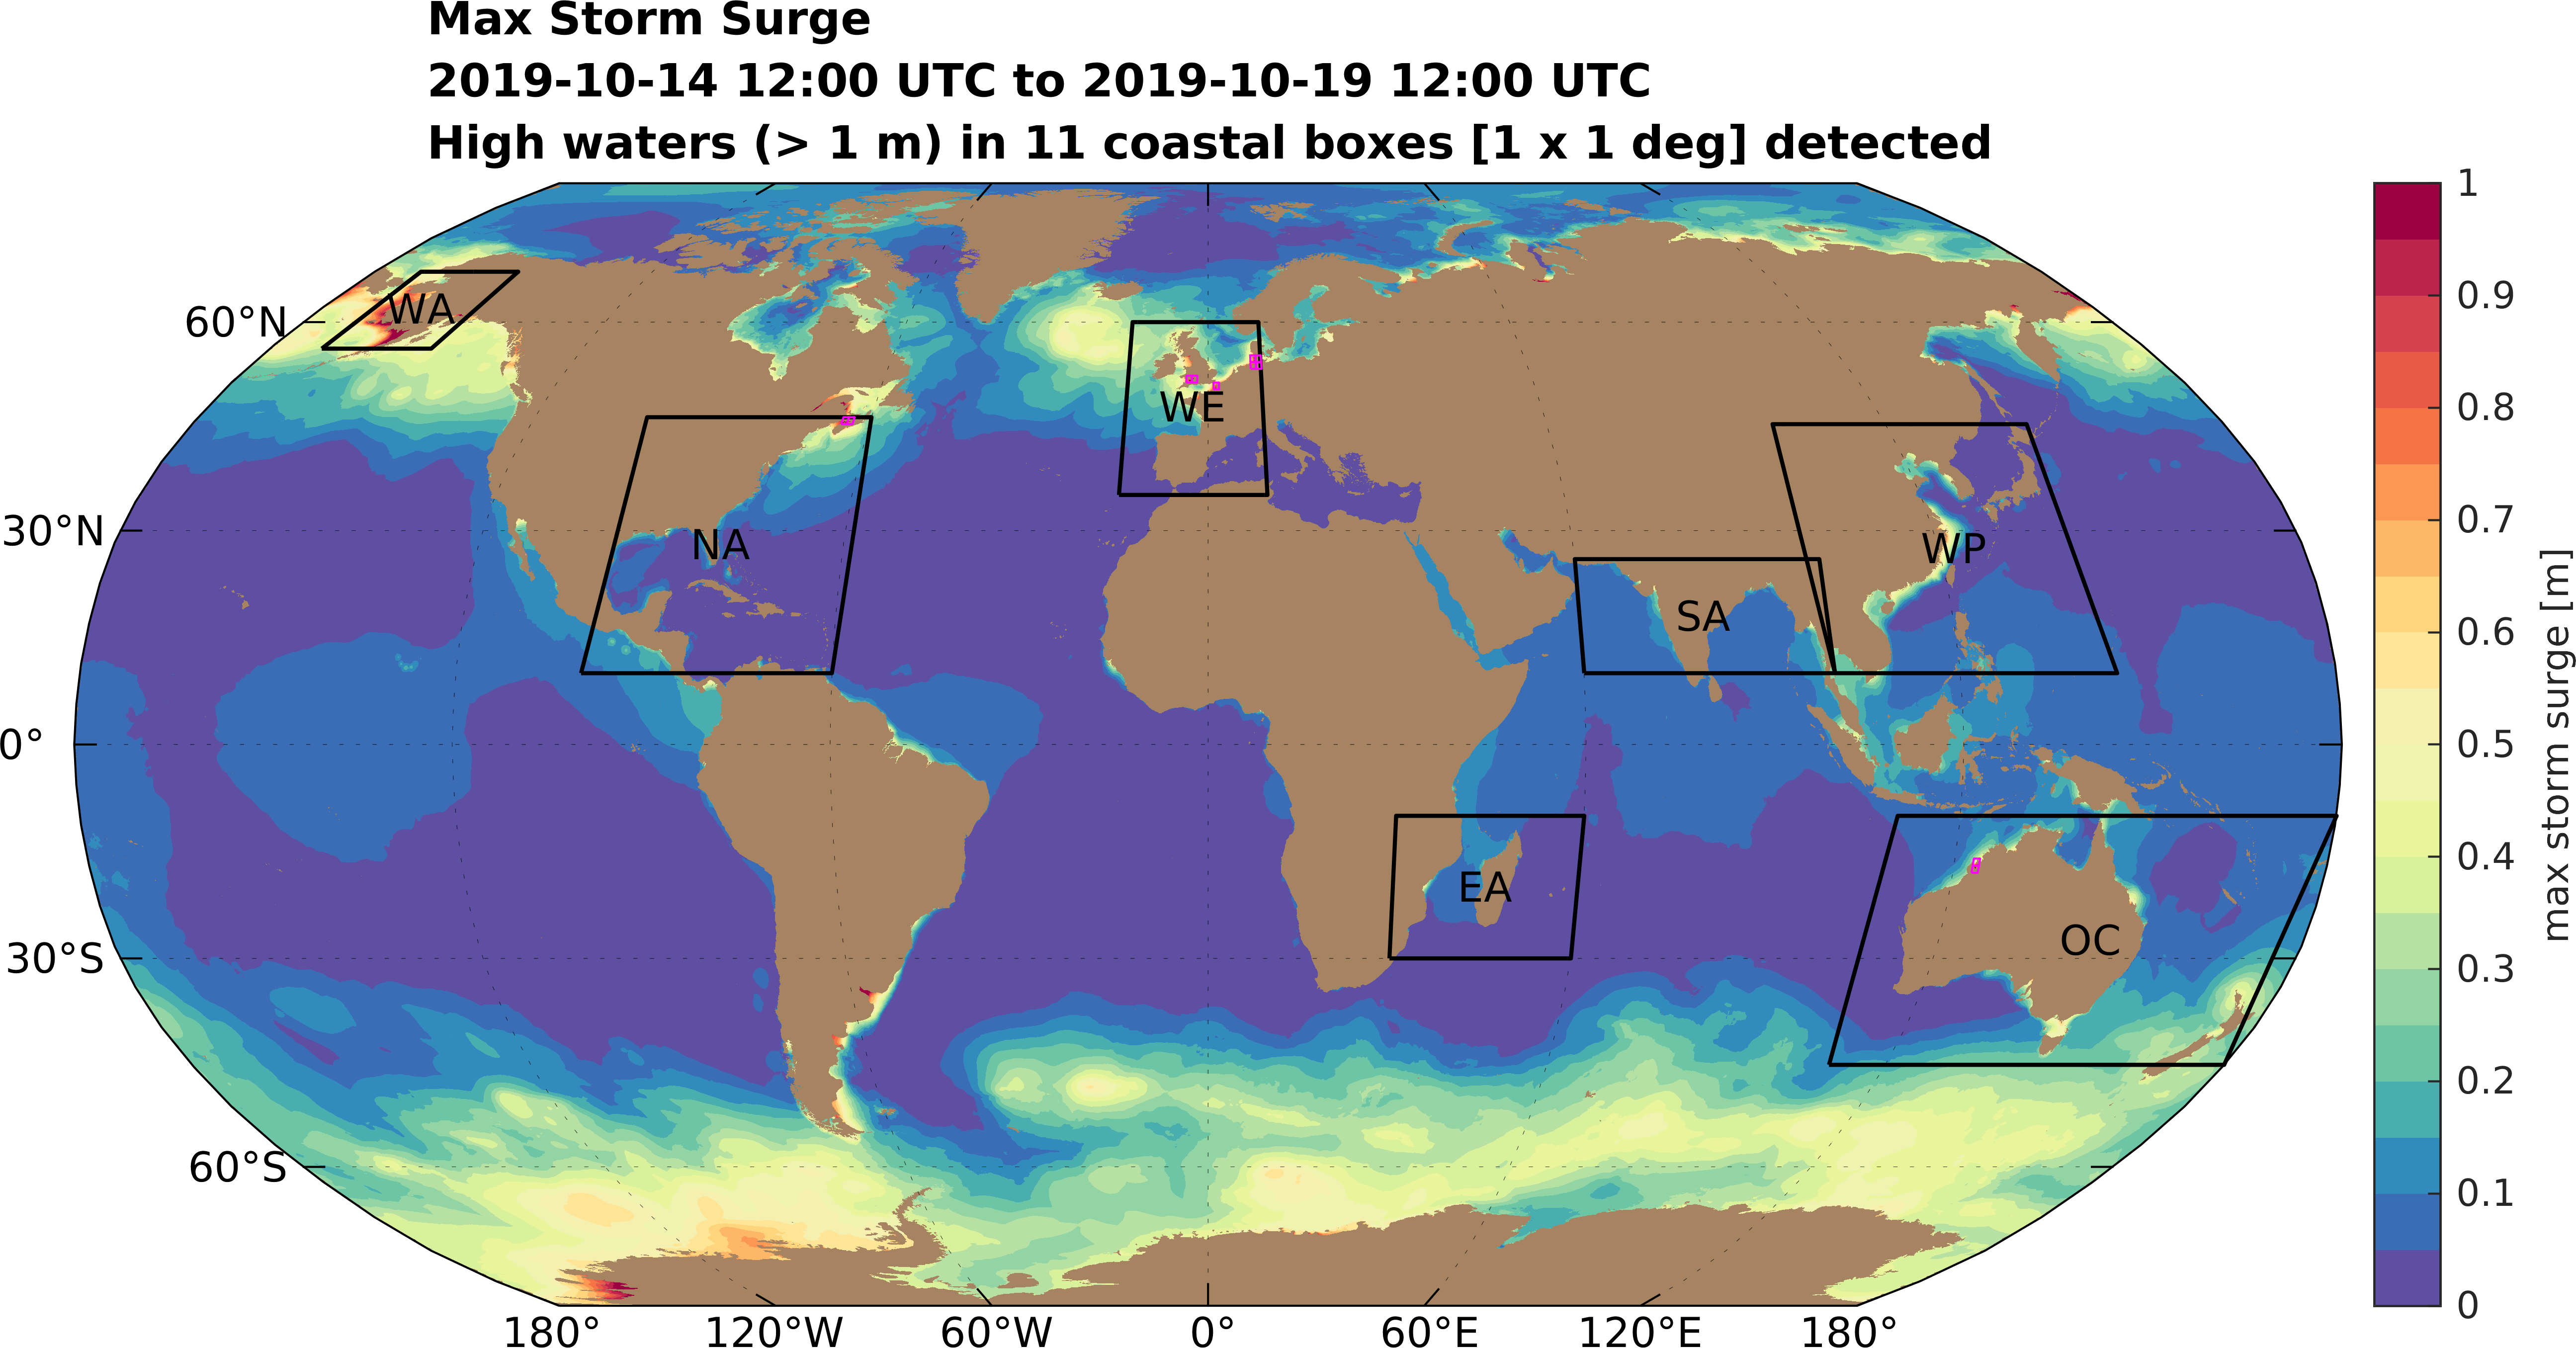 Max Storm Surge
2019-10-14 12:00 UTC to 2019-10-19 12:00 UTC
High waters (> 1 m) in 11 coastal boxes [1 x 1 deg] detected
60°N
30°N
0°
30°S
60°S
WA
NA
WE
SA
WP
EA
OC
180°
120°W
60°W
0°
60°E
120°E
180°
1
0.9
0.8
0.7
0.6
0.5
0.4
0.3
0.2
0.1
0
max storm surge [m]